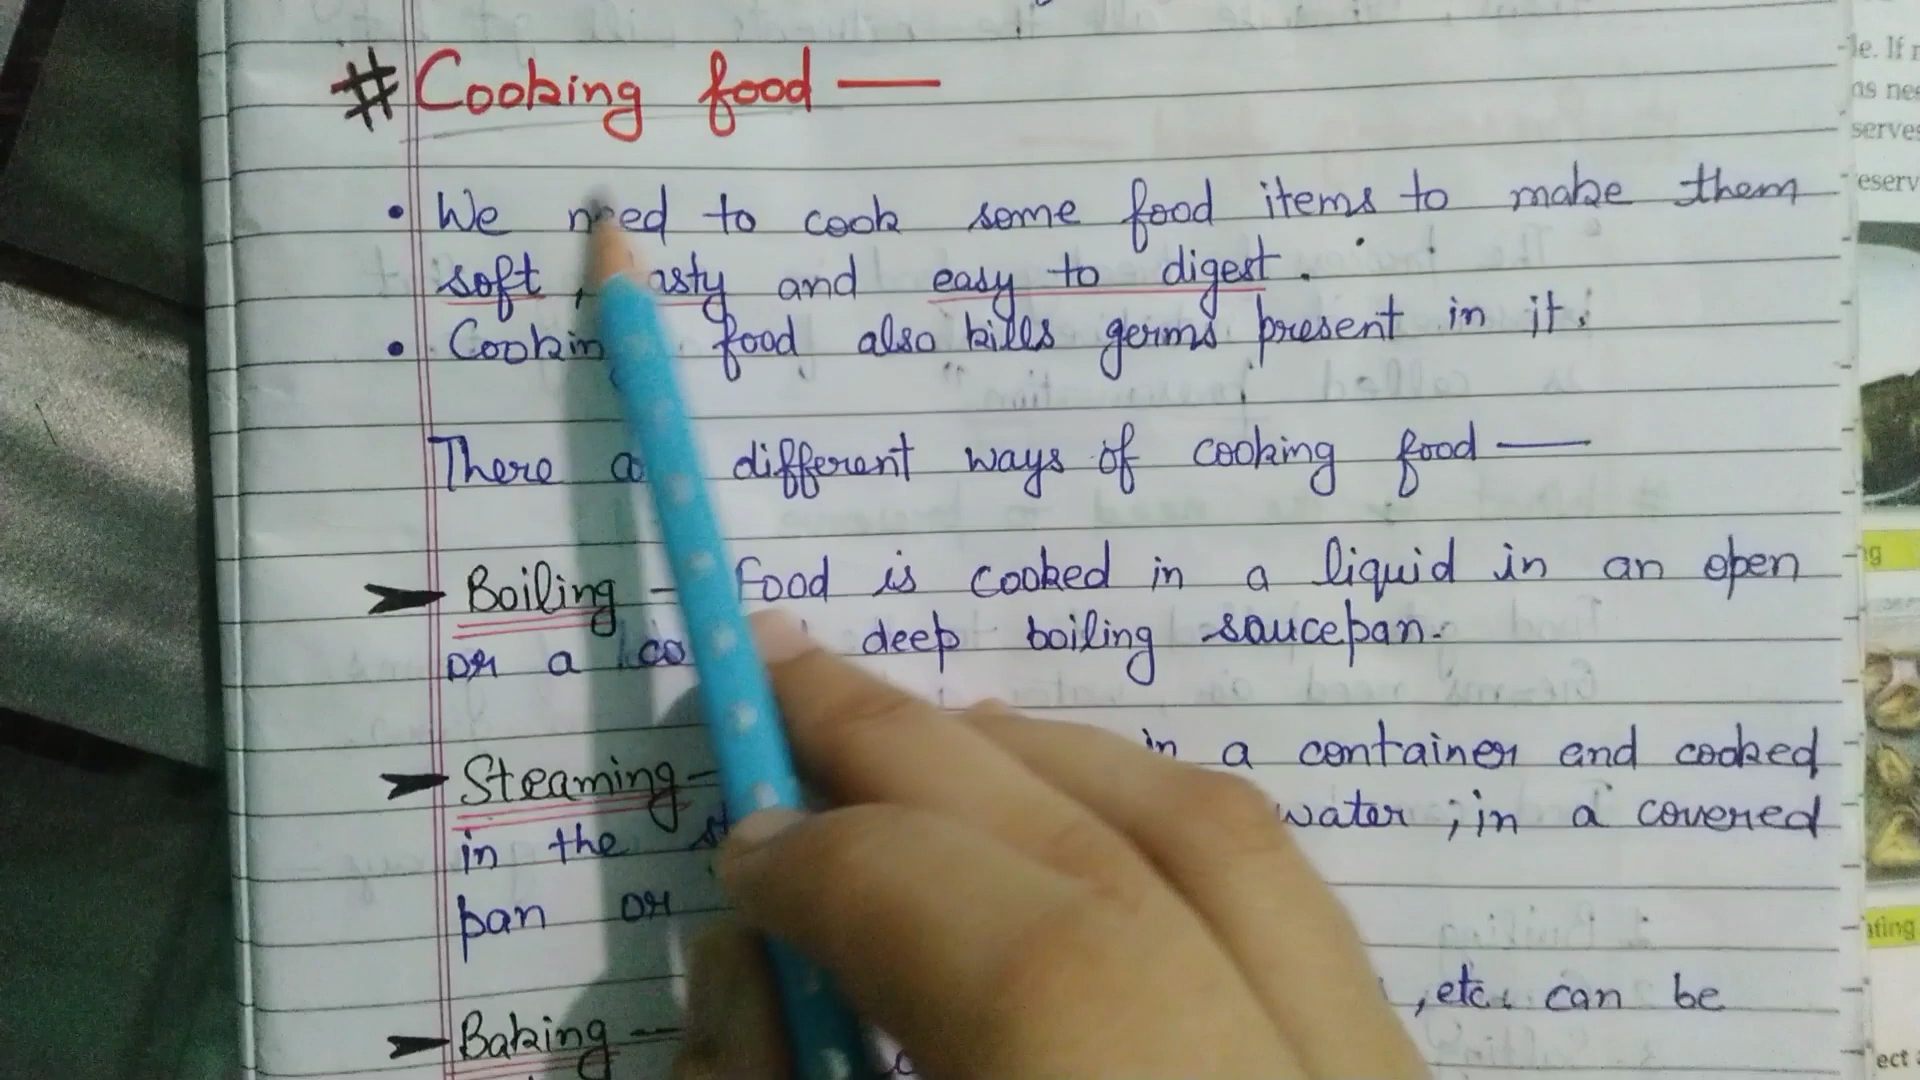 # Cooking food —
• We need to cook some food items to make them
soft, tasty and easy to digest.
• Cooking food also kills germs present in it.
There are different ways of cooking food —
➤ Boiling — Food is cooked in a liquid in an open
or a deep boiling saucepan.
➤ Steaming — in a container and cooked
in the water ; in a covered
pan or
, etc. can be
➤ Baking —